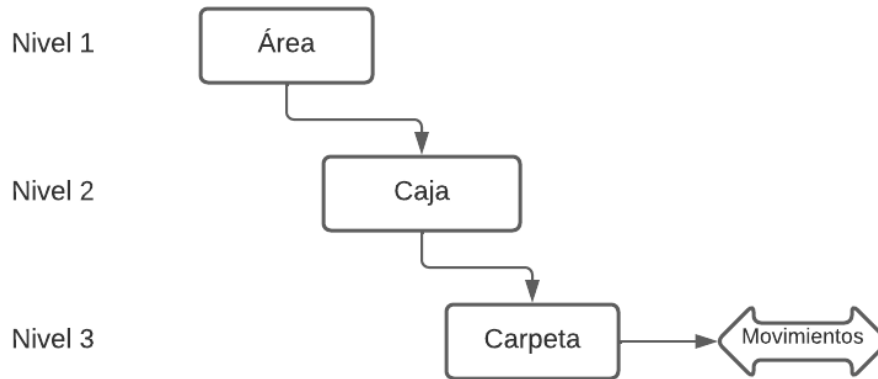 Nivel 1
Área
Nivel 2
Caja
Nivel 3
Carpeta
Movimientos